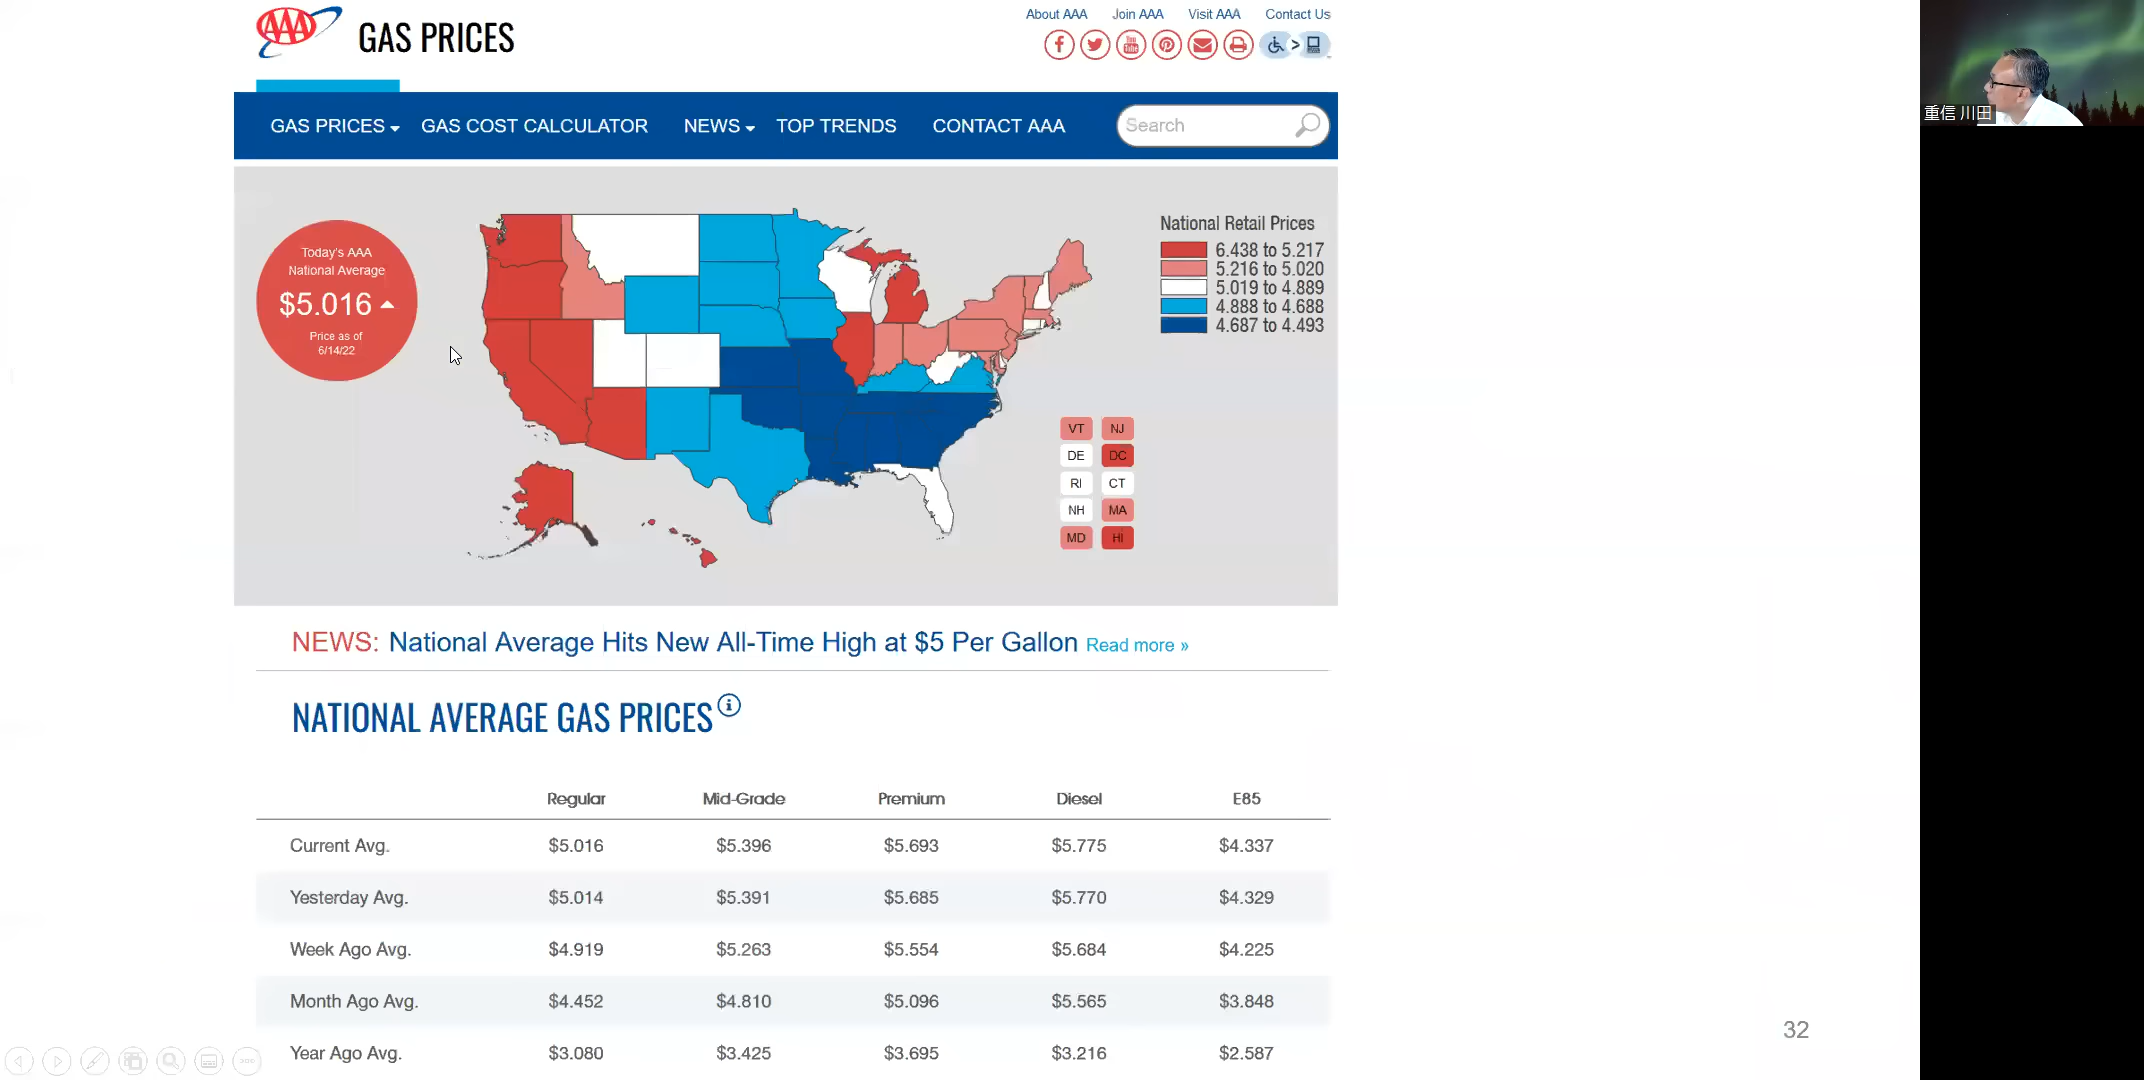 AAA
GAS PRICES
About AAA Join AAA Visit AAA Contact Us
You
Tube
>
GAS PRICES GAS COST CALCULATOR NEWS TOP TRENDS CONTACT AAA Search
Today's AAA
National Average
$5.016
Price as of
6/14/22
National Retail Prices
6.438 to 5.217
5.216 to 5.020
5.019 to 4.889
4.888 to 4.688
4.687 to 4.493
VT NJ
DE DC
RI CT
NH MA
MD HI
NEWS: National Average Hits New All-Time High at $5 Per Gallon Read more »
NATIONAL AVERAGE GAS PRICES
Regular Mid-Grade Premium Diesel E85
Current Avg. $5.016 $5.396 $5.693 $5.775 $4.337
Yesterday Avg. $5.014 $5.391 $5.685 $5.770 $4.329
Week Ago Avg. $4.919 $5.263 $5.554 $5.684 $4.225
Month Ago Avg. $4.452 $4.810 $5.096 $5.565 $3.848
Year Ago Avg. $3.080 $3.425 $3.695 $3.216 $2.587
32
重信 川田